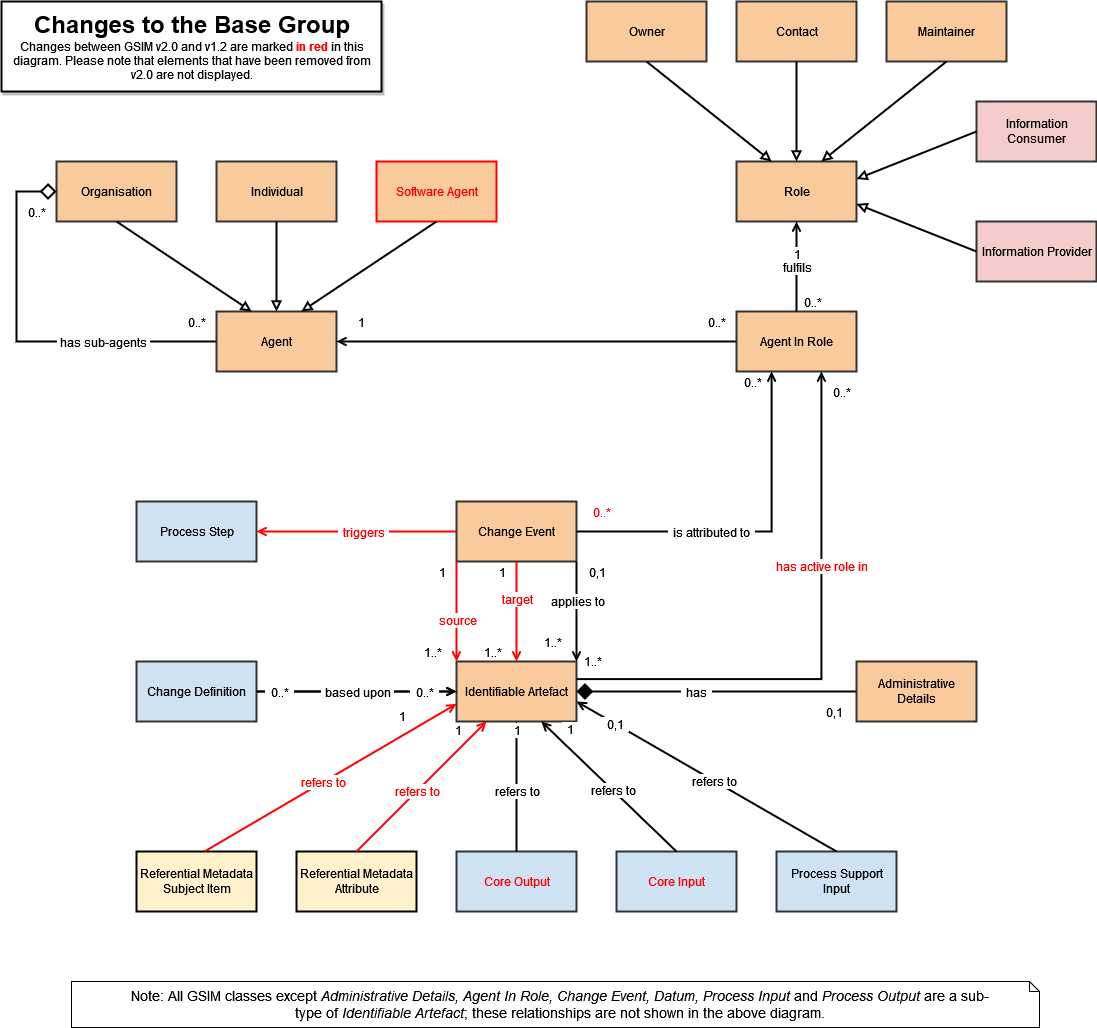 Changes to the Base Group
Changes between GSIM v2.0 and v1.2 are marked in red in this
diagram. Please note that elements that have been removed from
v2.0 are not displayed.
Owner
Contact
Maintainer
Information
Consumer
Organisation
Individual
Software Agent
Role
0..*
Information Provider
1
fulfils
0..*
0..*
1
0..*
has sub-agents
Agent
Agent In Role
0..*
0..*
Process Step
triggers
Change Event
0..*
is attributed to
has active role in
1
1
0,1
target
applies to
source
1..*
1..*
1..*
1..*
Change Definition
0..*
based upon
0..*
Identifiable Artefact
has
Administrative
Details
0,1
1
1
1
1
0,1
refers to
refers to
refers to
refers to
refers to
Referential Metadata
Subject Item
Referential Metadata
Attribute
Core Output
Core Input
Process Support
Input
Note: All GSIM classes except Administrative Details, Agent In Role, Change Event, Datum, Process Input and Process Output are a sub-
type of Identifiable Artefact; these relationships are not shown in the above diagram.